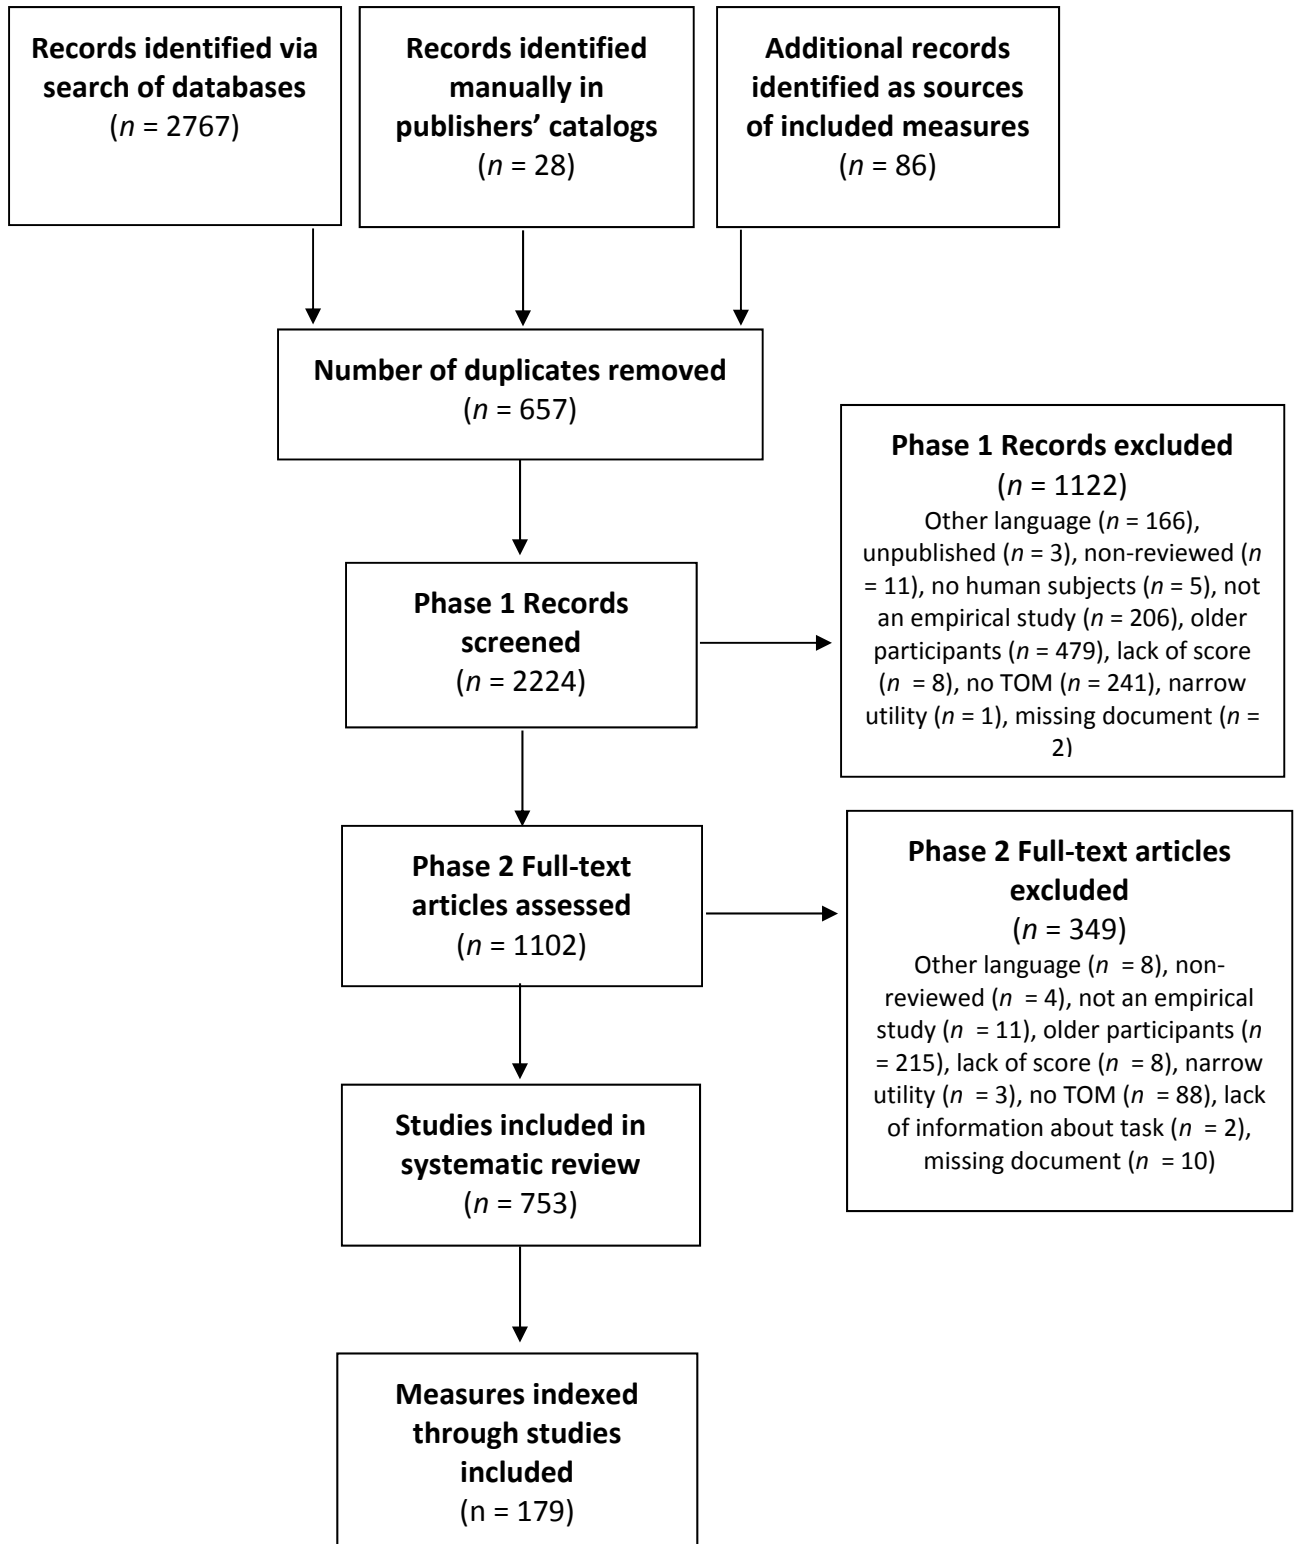 Records identified via
search of databases
(n = 2767)
Records identified
manually in
publishers’ catalogs
(n = 28)
Additional records
identified as sources
of included measures
(n = 86)
Number of duplicates removed
(n = 657)
Phase 1 Records excluded
(n = 1122)
Other language (n = 166),
unpublished (n = 3), non-reviewed (n
= 11), no human subjects (n = 5), not
an empirical study (n = 206), older
participants (n = 479), lack of score
(n = 8), no TOM (n = 241), narrow
utility (n = 1), missing document (n =
2)
Phase 1 Records
screened
(n = 2224)
Phase 2 Full-text
articles assessed
(n = 1102)
Phase 2 Full-text articles
excluded
(n = 349)
Other language (n = 8), non-
reviewed (n = 4), not an empirical
study (n = 11), older participants (n
= 215), lack of score (n = 8), narrow
utility (n = 3), no TOM (n = 88), lack
of information about task (n = 2),
missing document (n = 10)
Studies included in
systematic review
(n = 753)
Measures indexed
through studies
included
(n = 179)